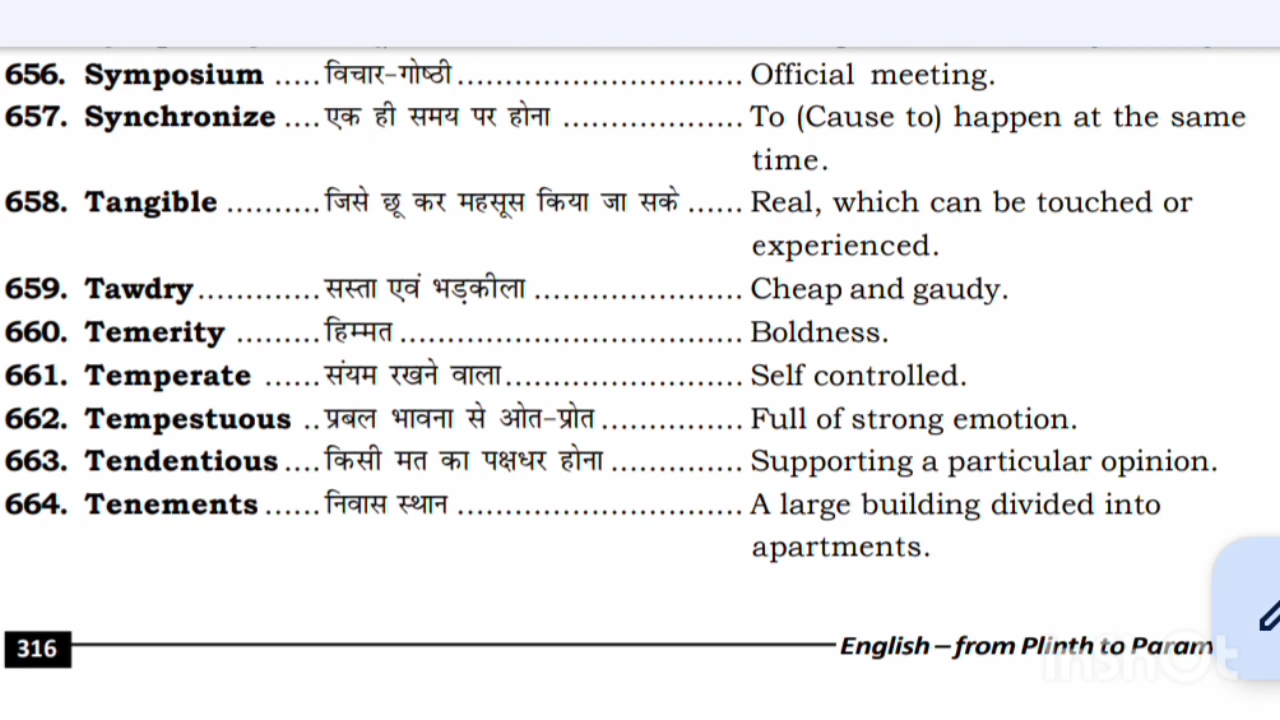 656. Symposium ..... विचार-गोष्ठी ............................ Official meeting.
657. Synchronize .... एक ही समय पर होना ................... To (Cause to) happen at the same
time.
658. Tangible .......... जिसे छू कर महसूस किया जा सके ...... Real, which can be touched or
experienced.
659. Tawdry ............. सस्ता एवं भड़कीला ...................... Cheap and gaudy.
660. Temerity ......... हिम्मत ..................................... Boldness.
661. Temperate ...... संयम रखने वाला ......................... Self controlled.
662. Tempestuous .. प्रबल भावना से ओत-प्रोत ............... Full of strong emotion.
663. Tendentious .... किसी मत का पक्षधर होना .............. Supporting a particular opinion.
664. Tenements ...... निवास स्थान ............................. A large building divided into
apartments.
316 English – from Plinth to Param
inshot